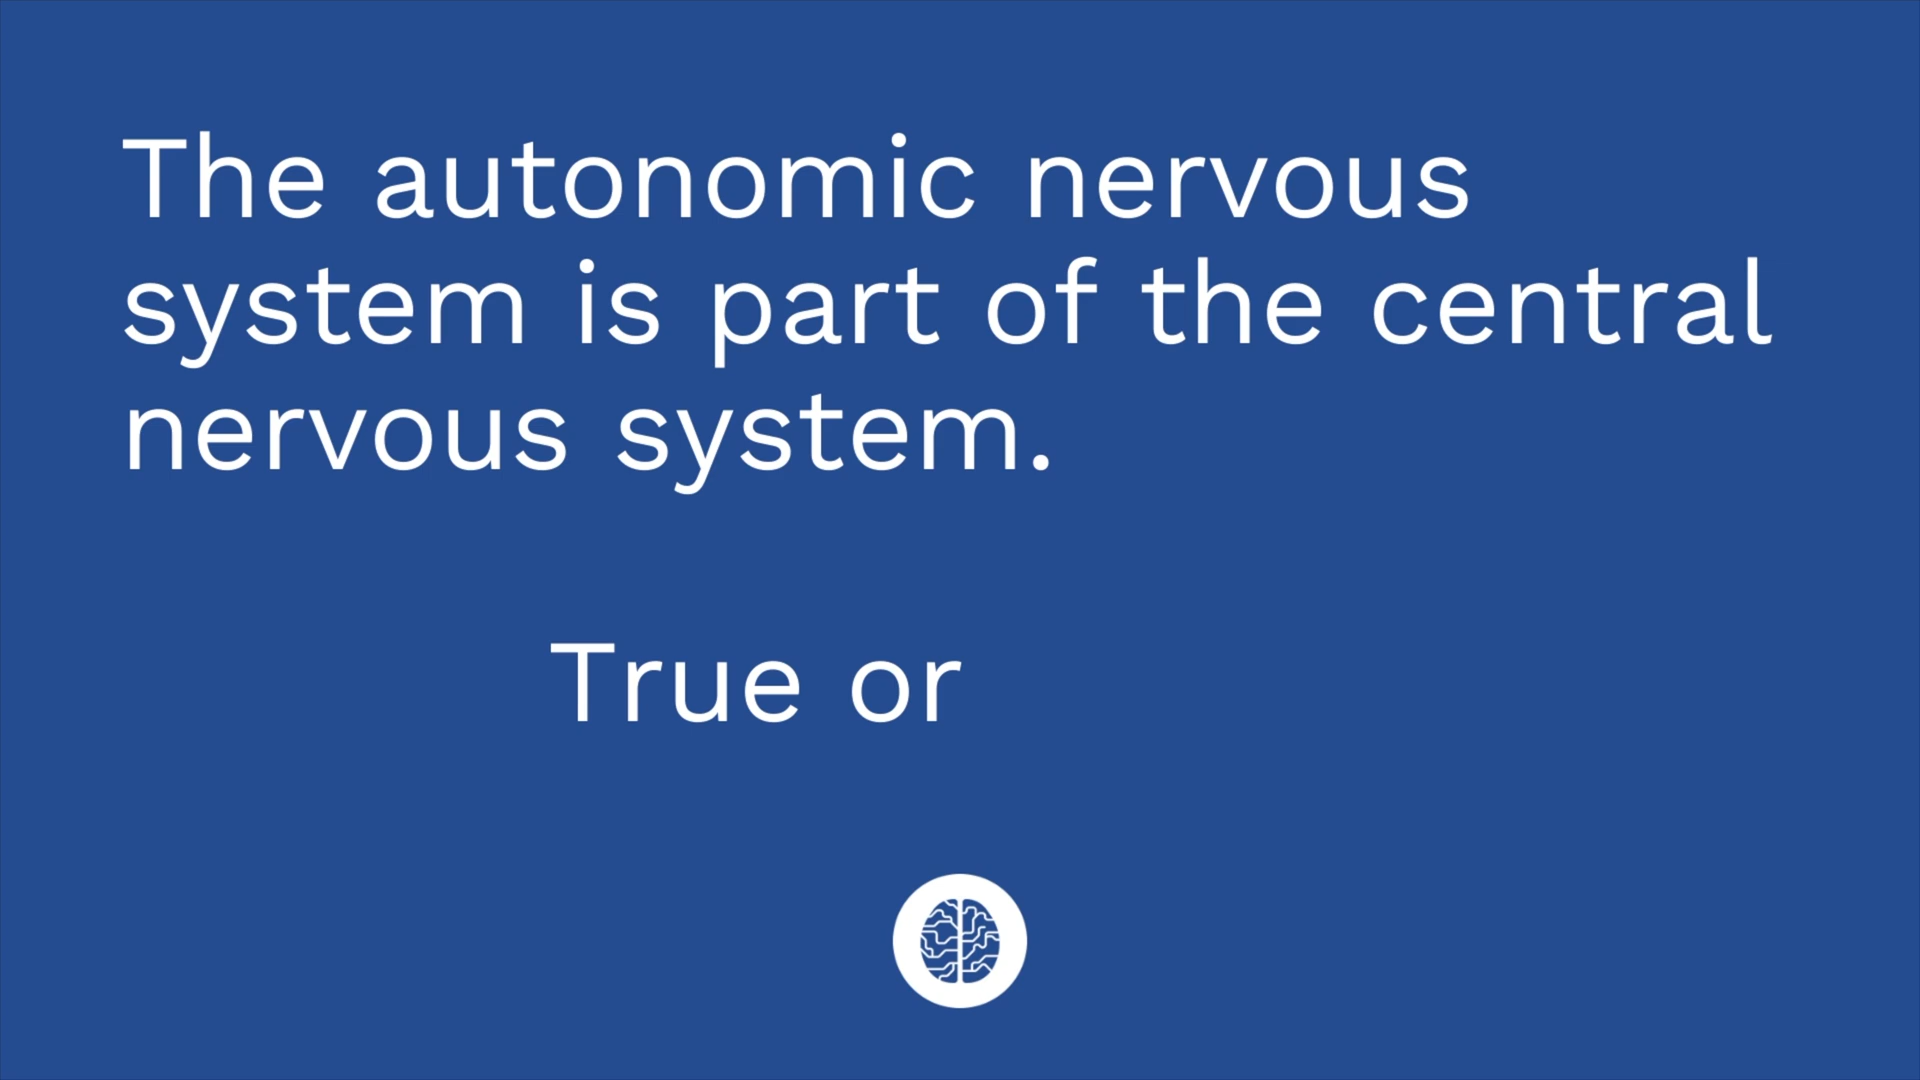 The autonomic nervous
system is part of the central
nervous system.
True or